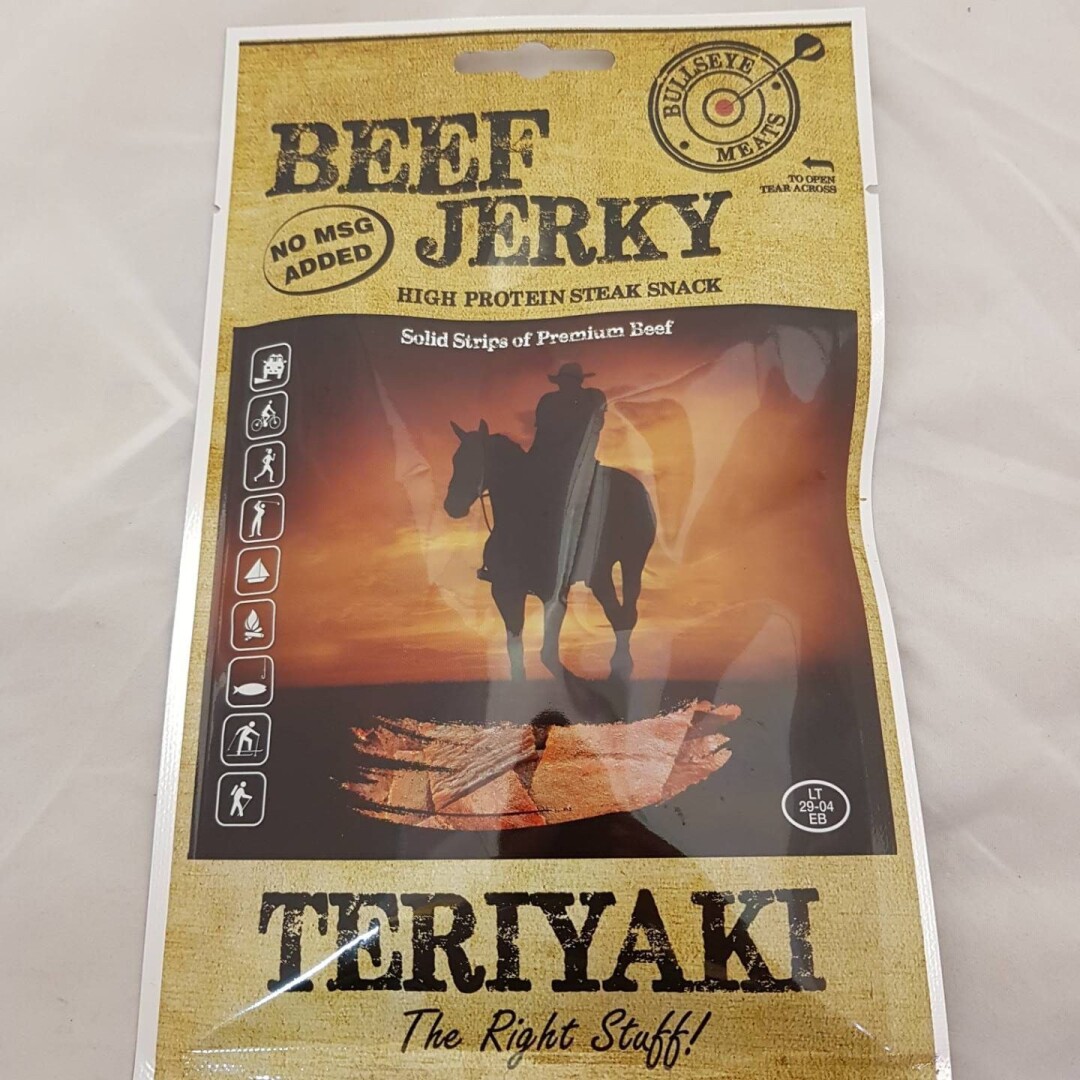 BULLSEYE
MEATS
BEEF
JERKY
TO OPEN
TEAR ACROSS
NO MSG
ADDED
HIGH PROTEIN STEAK SNACK
Solid Strips of Premium Beef
LT
29-04
EB
TERIYAKI
The Right Stuff!